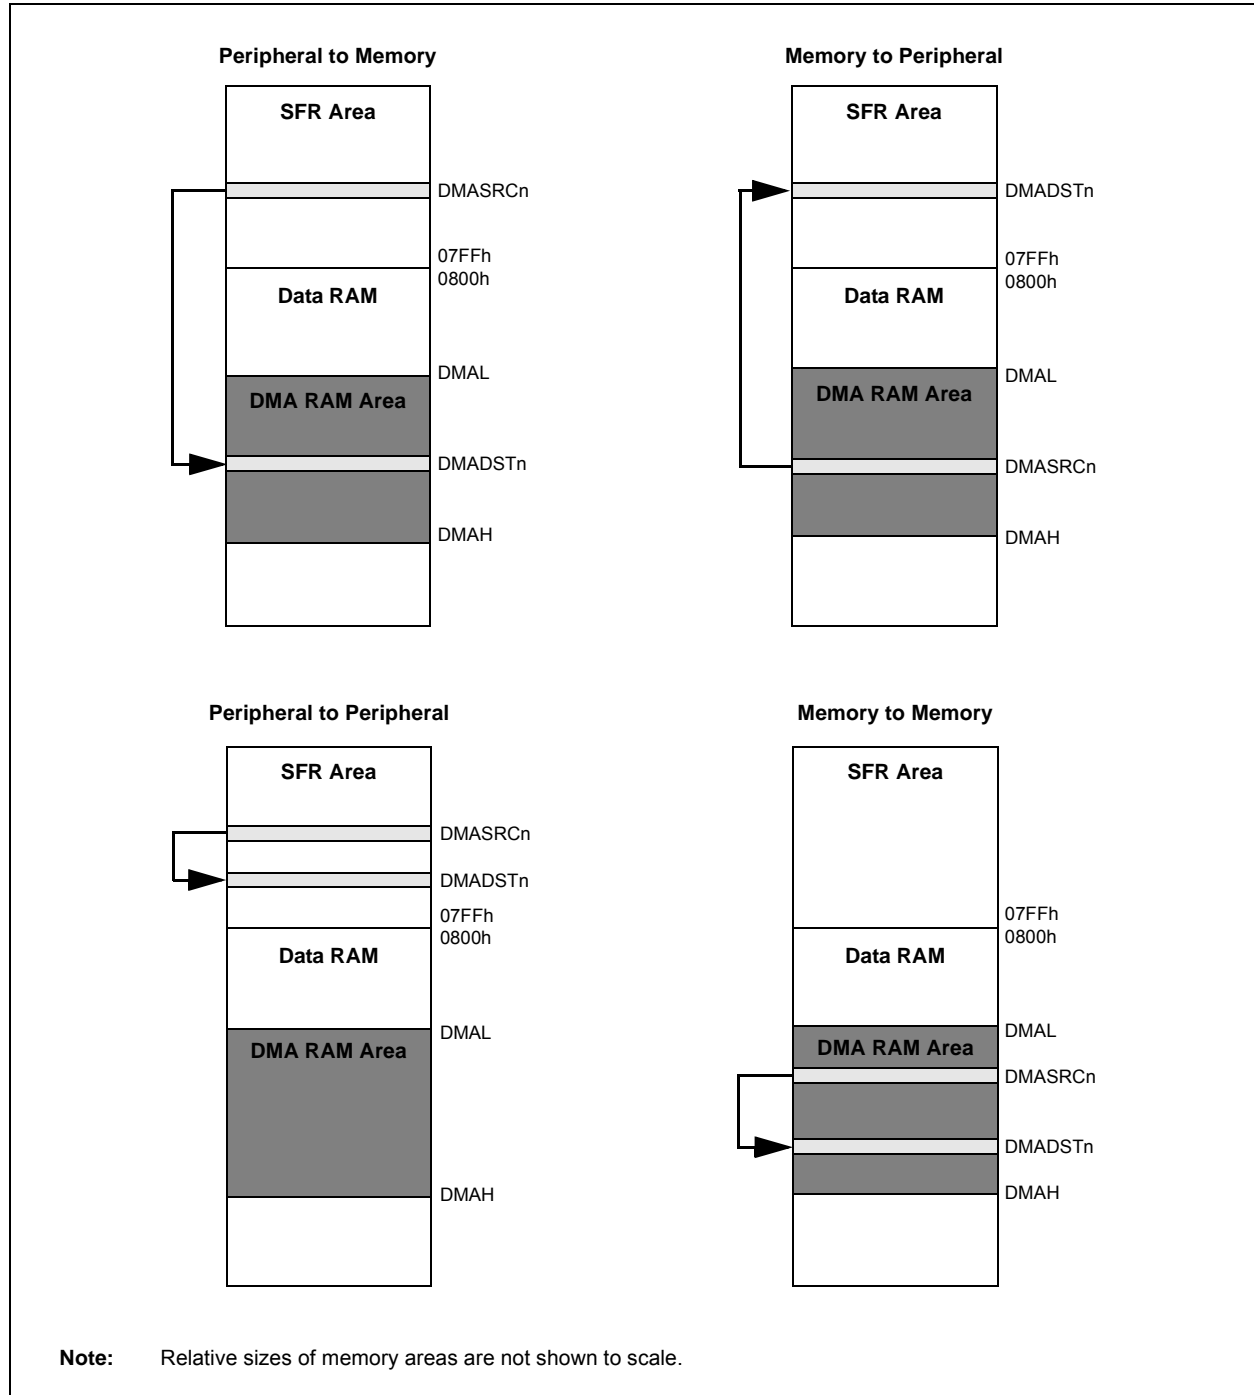 Peripheral to Memory
SFR Area
DMASRCn
07FFh
0800h
Data RAM
DMAL
DMA RAM Area
DMADSTn
DMAH
Memory to Peripheral
SFR Area
DMADSTn
07FFh
0800h
Data RAM
DMAL
DMA RAM Area
DMASRCn
DMAH
Peripheral to Peripheral
SFR Area
DMASRCn
DMADSTn
07FFh
0800h
Data RAM
DMAL
DMA RAM Area
DMAH
Memory to Memory
SFR Area
07FFh
0800h
Data RAM
DMAL
DMA RAM Area
DMASRCn
DMADSTn
DMAH
Note: Relative sizes of memory areas are not shown to scale.